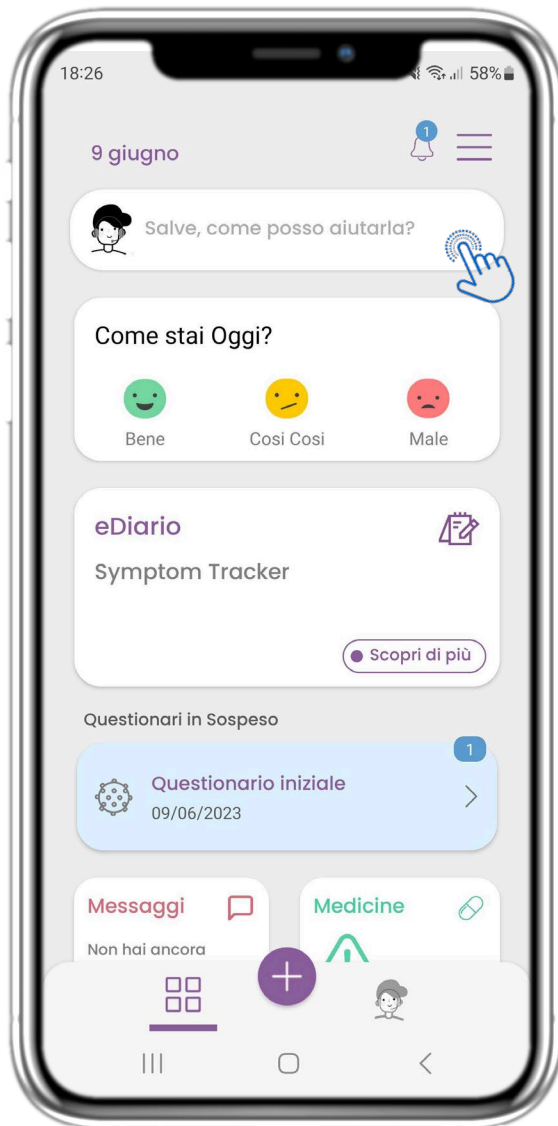 18:26
58%
9 giugno
1
Salve, come posso aiutarla?
Come stai Oggi?
Bene
Cosi Cosi
Male
eDiario
Symptom Tracker
Scopri di più
Questionari in Sospeso
1
Questionario iniziale
09/06/2023
Messaggi
Medicine
Non hai ancora